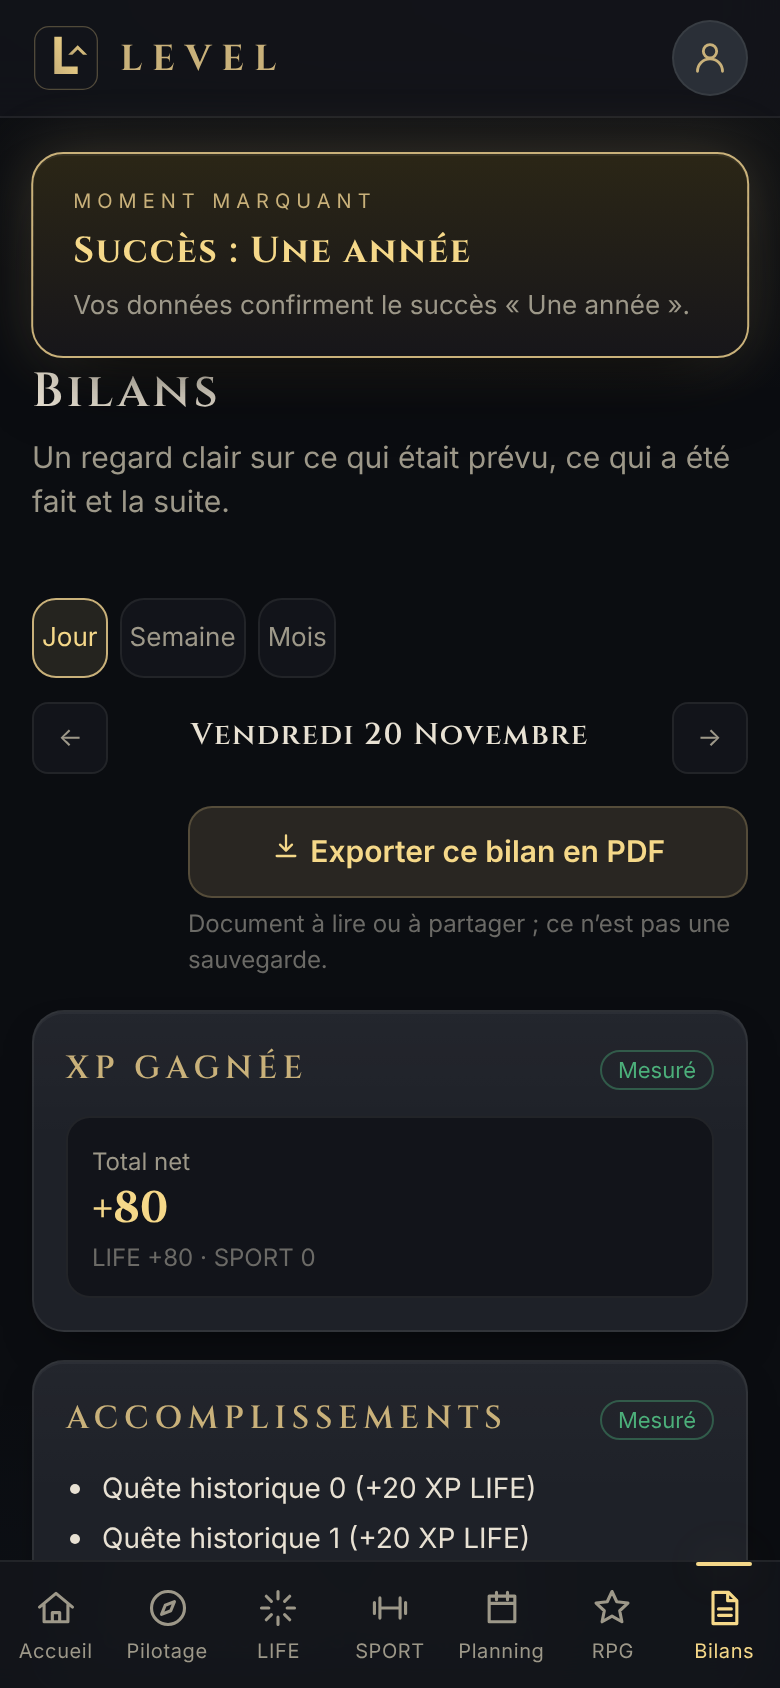 LEVEL
MOMENT MARQUANT
Succès : Une année
Vos données confirment le succès « Une année ».
Bilans
Un regard clair sur ce qui était prévu, ce qui a été
fait et la suite.
Jour Semaine Mois
← Vendredi 20 Novembre →
Exporter ce bilan en PDF
Document à lire ou à partager ; ce n’est pas une
sauvegarde.
XP GAGNÉE Mesuré
Total net
+80
LIFE +80 · SPORT 0
ACCOMPLISSEMENTS Mesuré
• Quête historique 0 (+20 XP LIFE)
• Quête historique 1 (+20 XP LIFE)
Accueil Pilotage LIFE SPORT Planning RPG Bilans